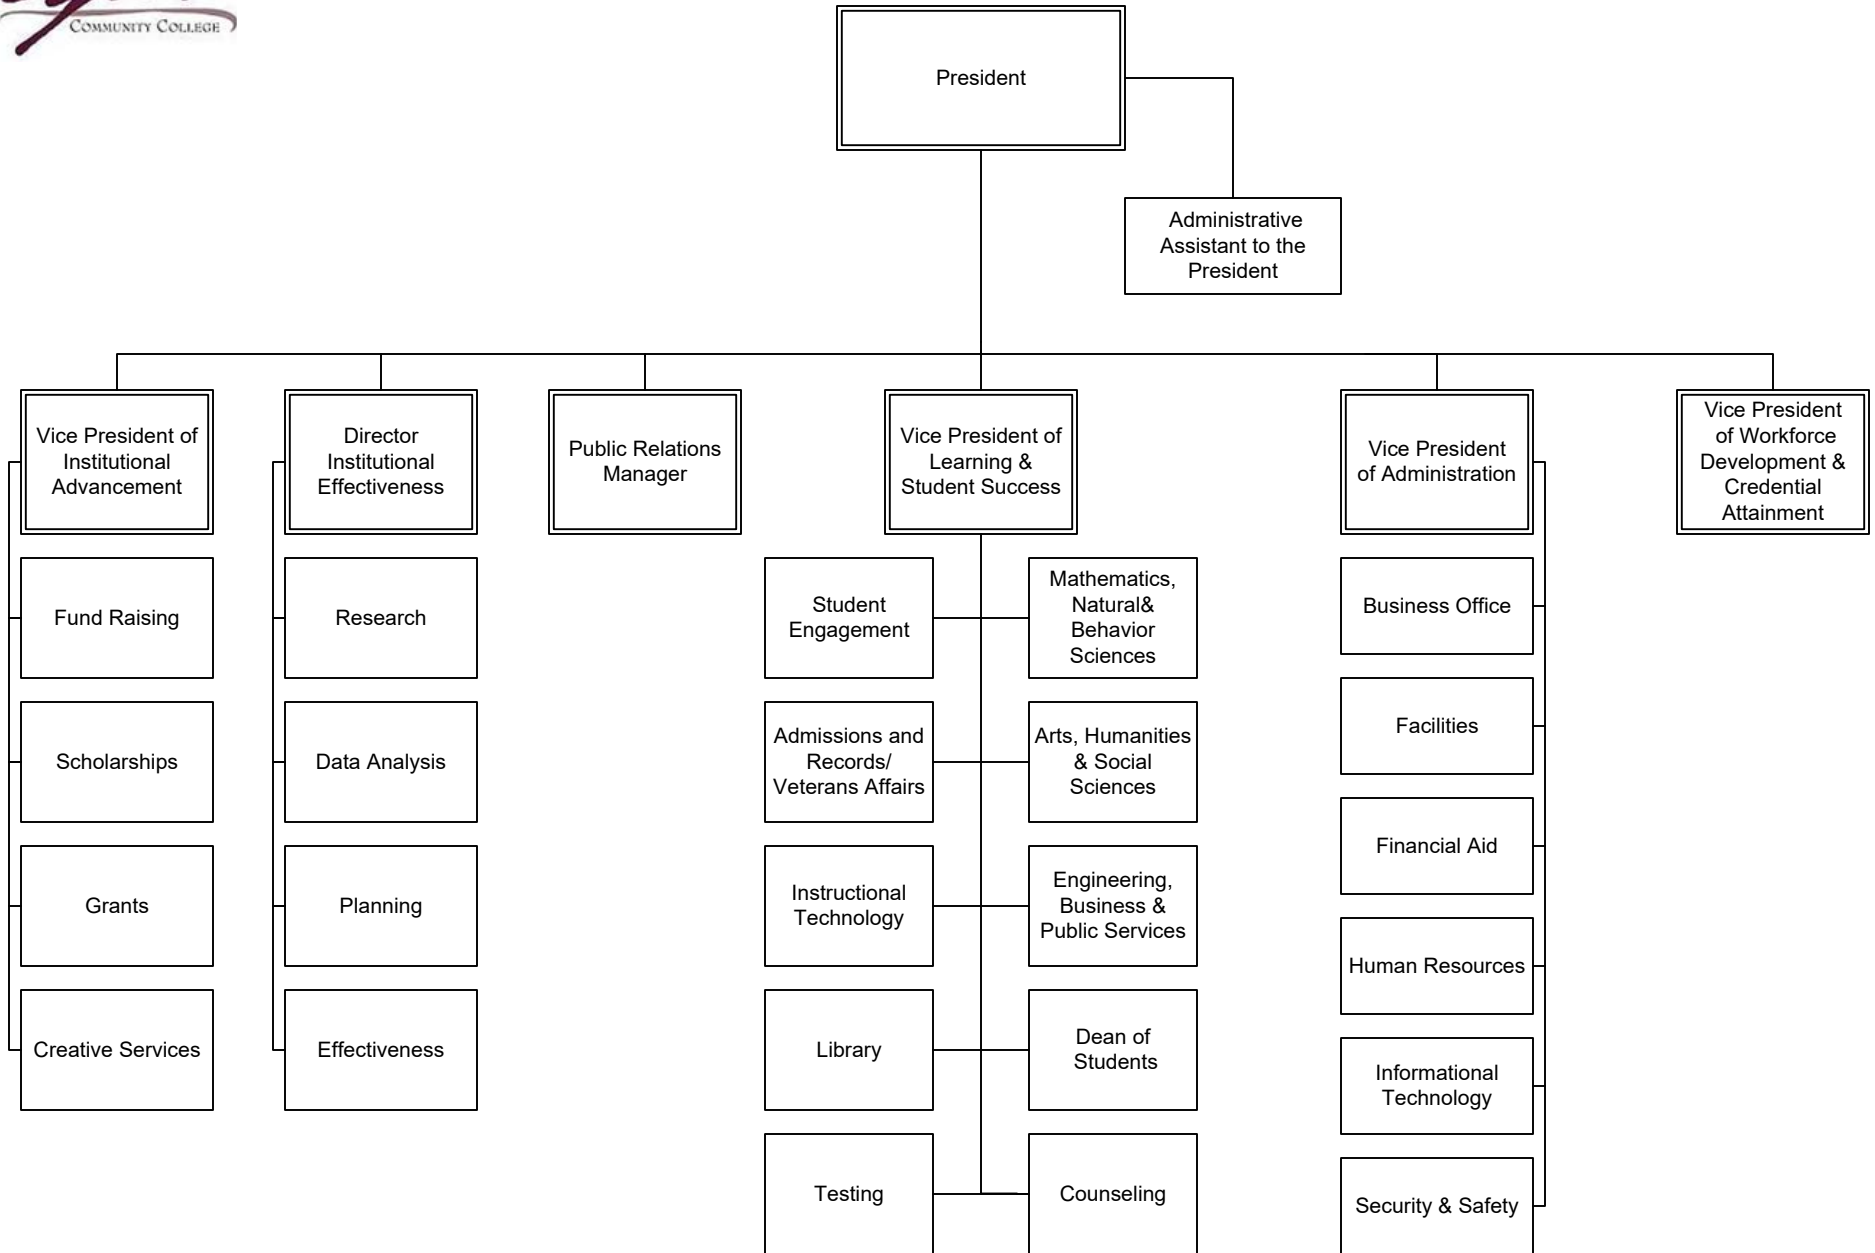 COMMUNITY COLLEGE
President
Administrative
Assistant to the
President
Vice President of
Institutional
Advancement
Director
Institutional
Effectiveness
Public Relations
Manager
Vice President of
Learning &
Student Success
Vice President
of Administration
Vice President
of Workforce
Development &
Credential
Attainment
Fund Raising
Scholarships
Grants
Creative Services
Research
Data Analysis
Planning
Effectiveness
Student
Engagement
Admissions and
Records/
Veterans Affairs
Instructional
Technology
Library
Testing
Mathematics,
Natural&
Behavior
Sciences
Arts, Humanities
& Social
Sciences
Engineering,
Business &
Public Services
Dean of
Students
Counseling
Business Office
Facilities
Financial Aid
Human Resources
Informational
Technology
Security & Safety